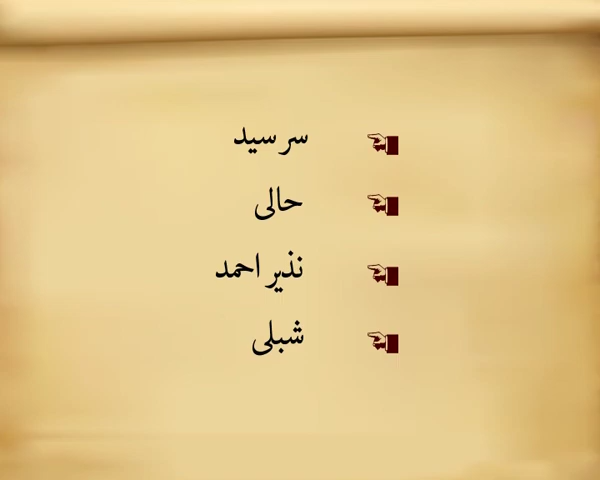 سر سید
حالی
نذیر احمد
شبلی